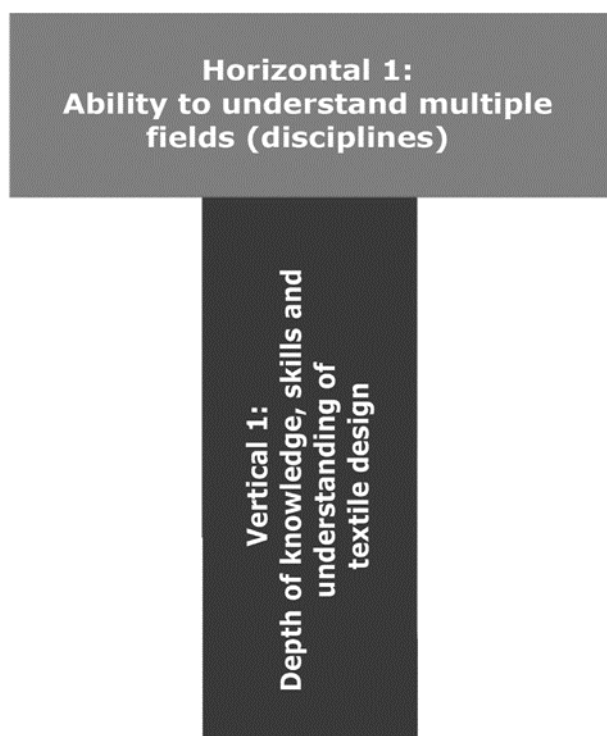 Horizontal 1:
Ability to understand multiple
fields (disciplines)
Vertical 1:
Depth of knowledge, skills and
understanding of
textile design